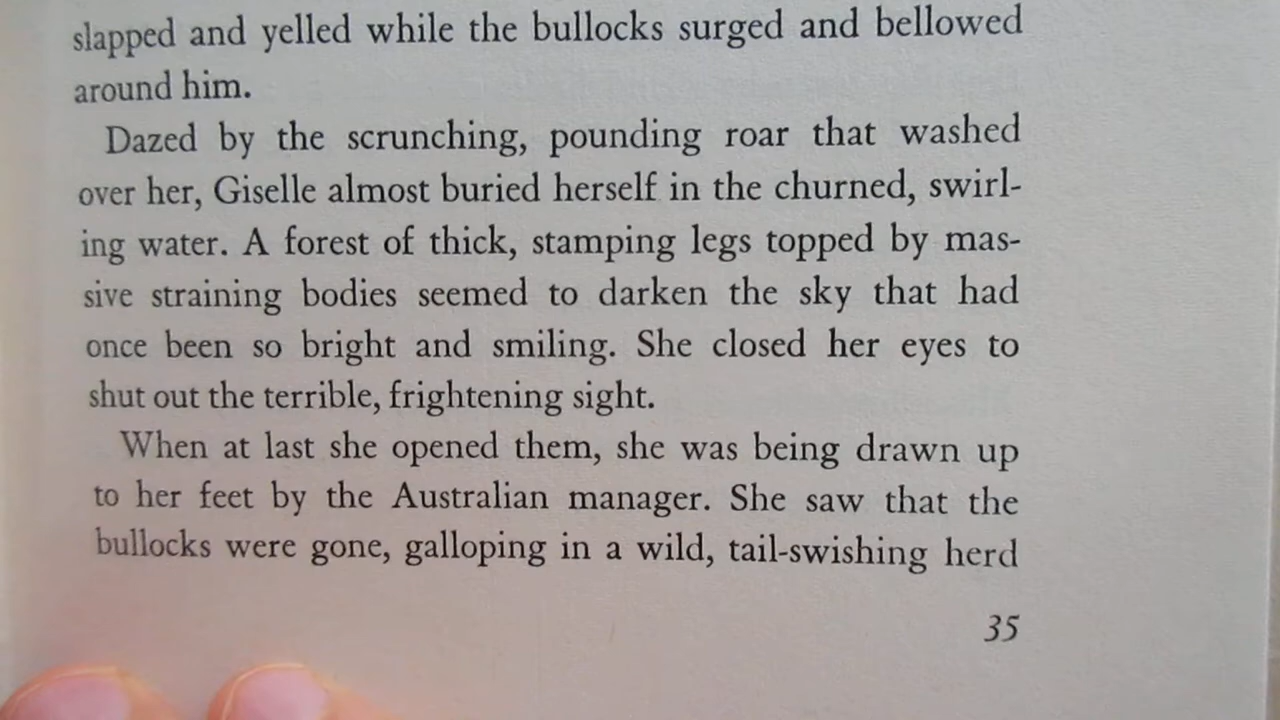 slapped and yelled while the bullocks surged and bellowed
around him.
Dazed by the scrunching, pounding roar that washed
over her, Giselle almost buried herself in the churned, swirl-
ing water. A forest of thick, stamping legs topped by mas-
sive straining bodies seemed to darken the sky that had
once been so bright and smiling. She closed her eyes to
shut out the terrible, frightening sight.
When at last she opened them, she was being drawn up
to her feet by the Australian manager. She saw that the
bullocks were gone, galloping in a wild, tail-swishing herd
35